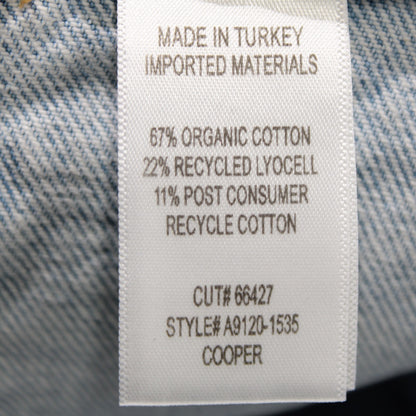 MADE IN TURKEY
IMPORTED MATERIALS
67% ORGANIC COTTON
22% RECYCLED LYOCELL
11% POST CONSUMER
RECYCLE COTTON
CUT# 66427
STYLE# A9120-1535
COOPER